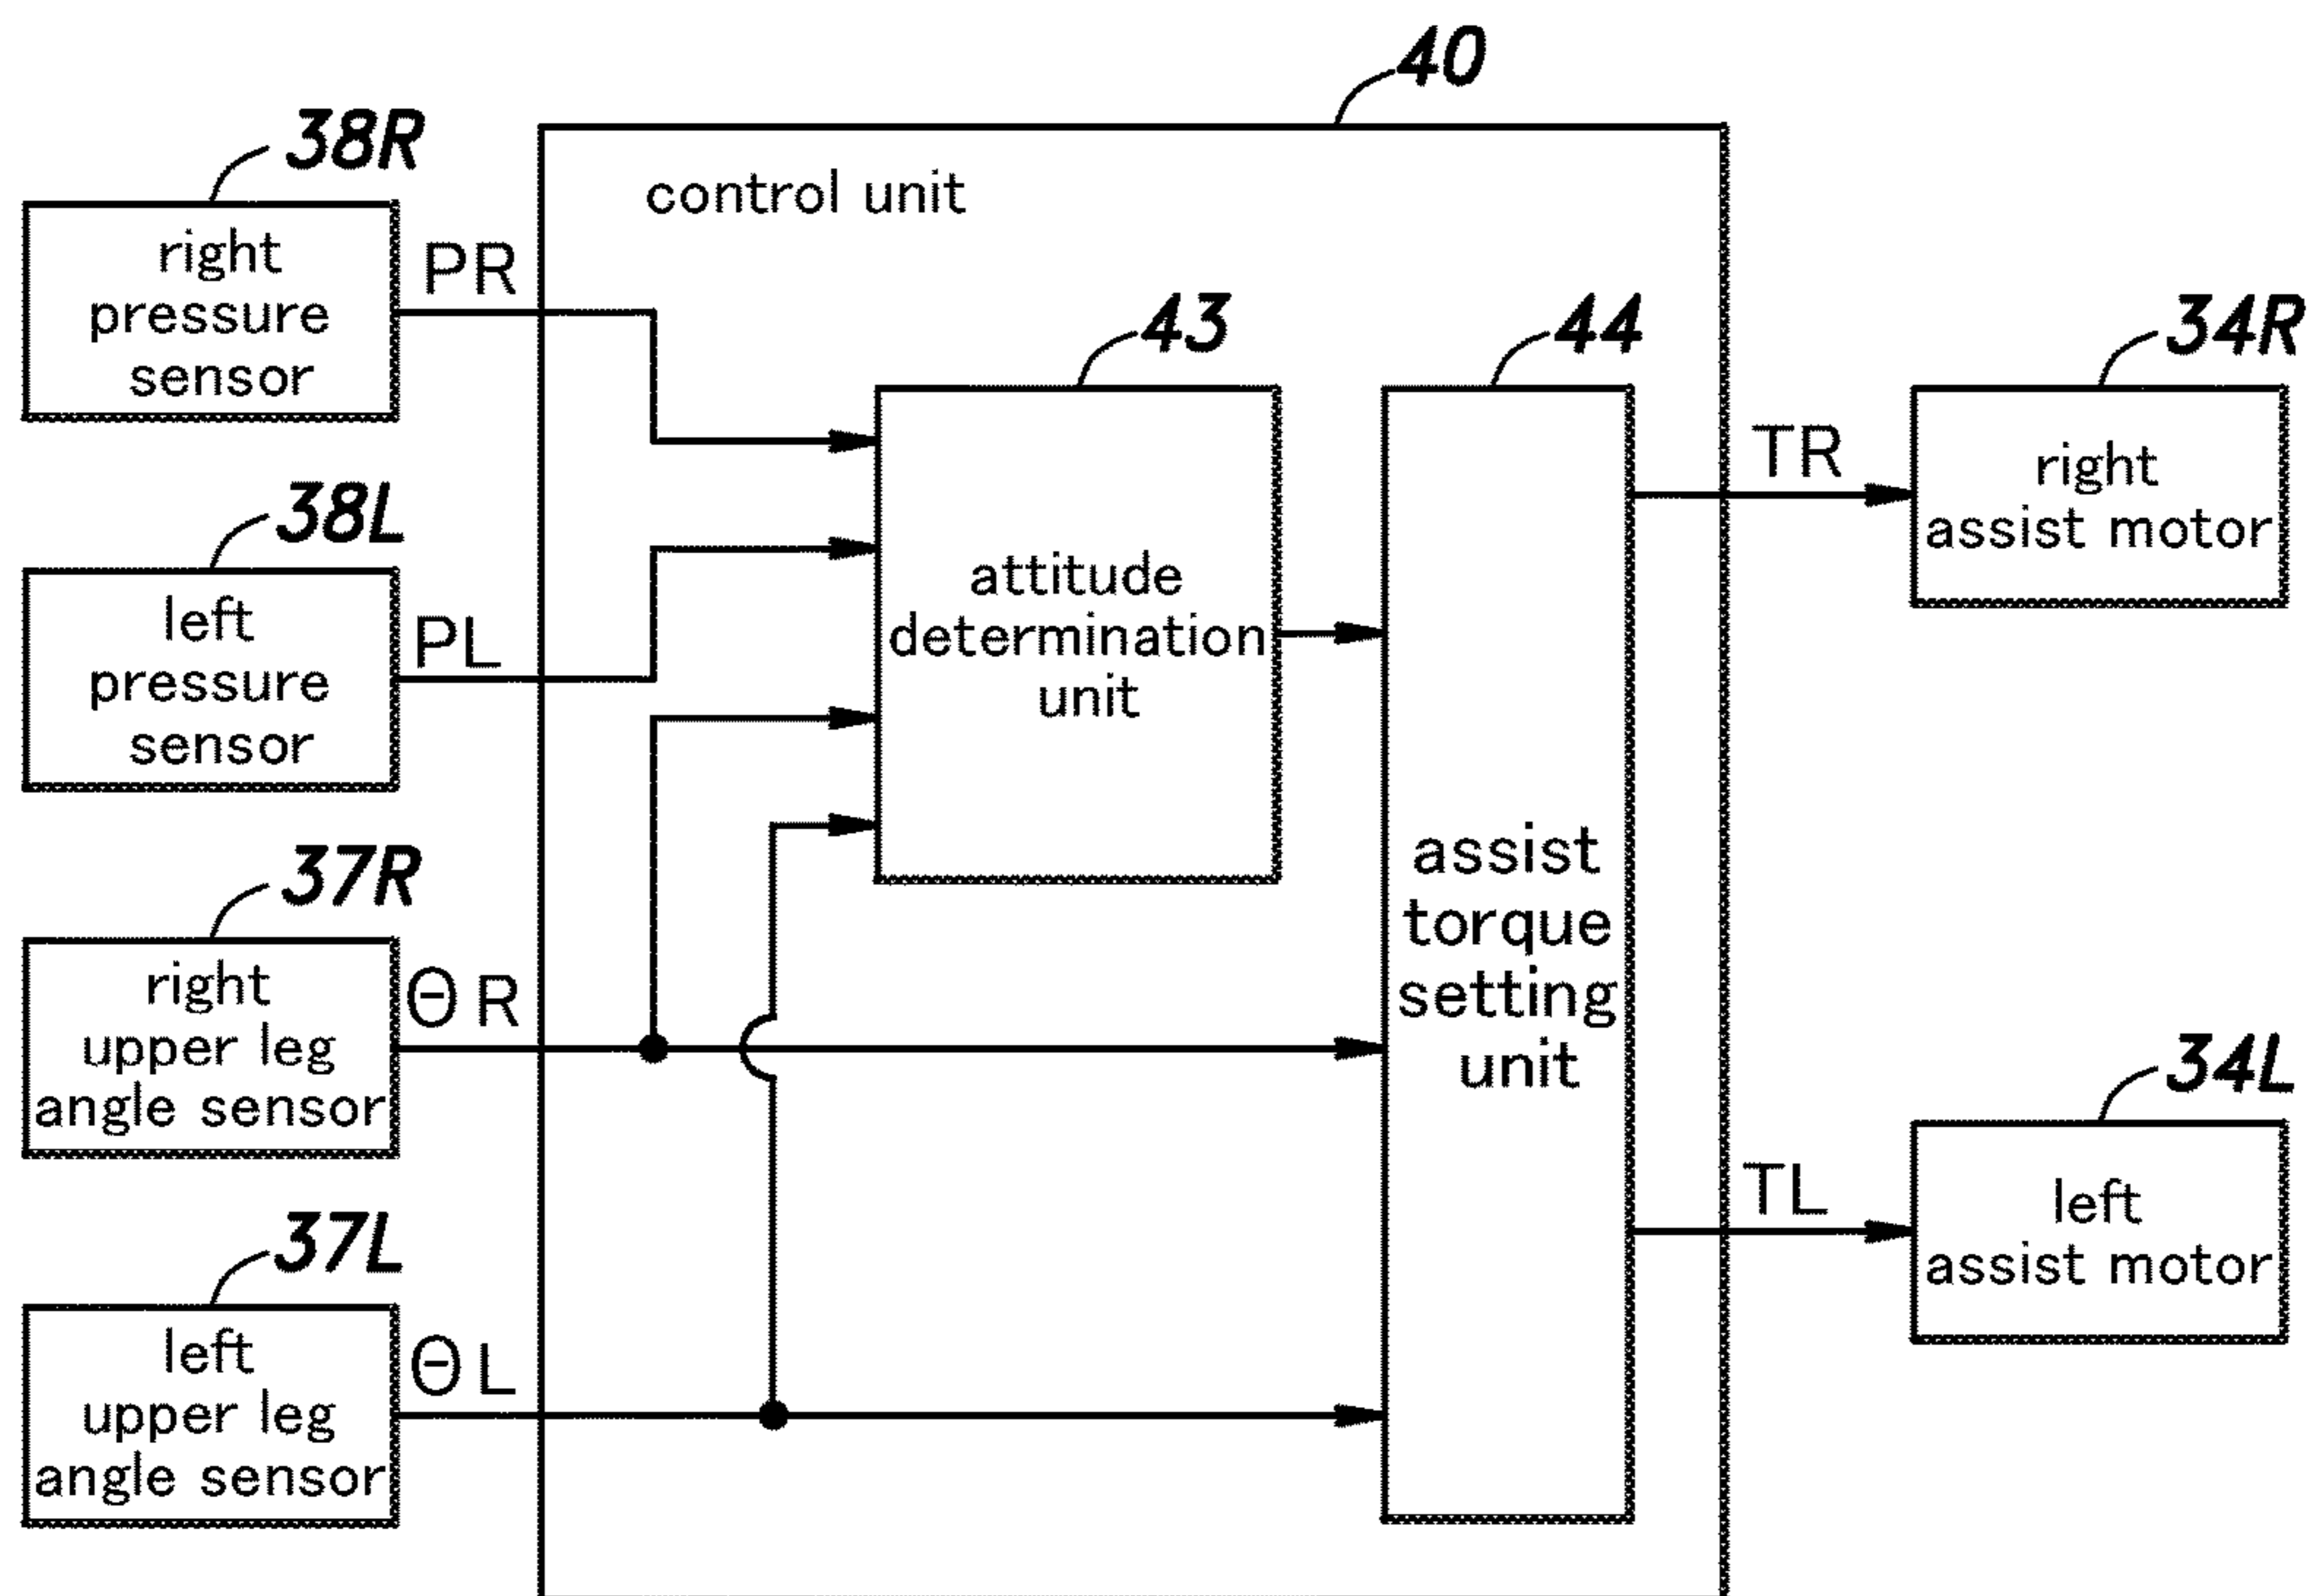 40
control unit
38R
right
pressure
sensor
PR
38L
left
pressure
sensor
PL
37R
right
upper leg
angle sensor
Θ R
37L
left
upper leg
angle sensor
Θ L
43
attitude
determination
unit
44
assist
torque
setting
unit
TR
34R
right
assist motor
TL
34L
left
assist motor